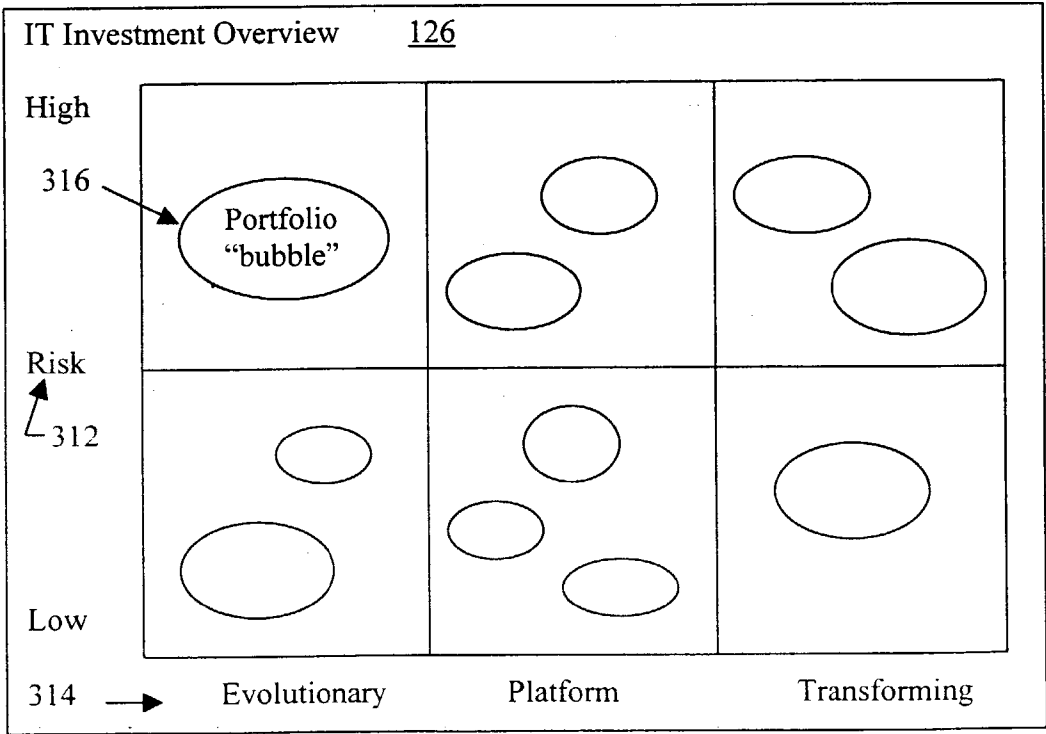 IT Investment Overview 126
High
316
Portfolio
“bubble”
Risk
312
Low
314 Evolutionary Platform Transforming